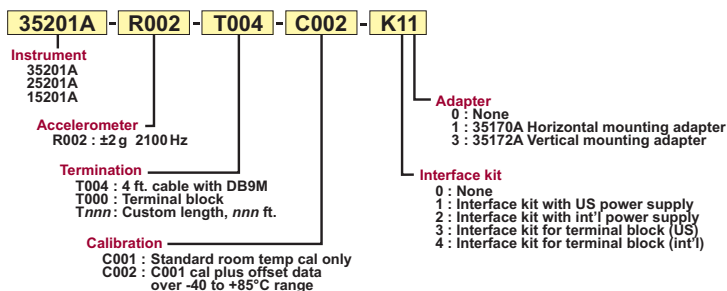 35201A - R002 - T004 - C002 - K11
Instrument
35201A
25201A
15201A
Accelerometer
R002 : ±2 g 2100 Hz
Termination
T004 : 4 ft. cable with DB9M
T000 : Terminal block
Tnnn : Custom length, nnn ft.
Calibration
C001 : Standard room temp cal only
C002 : C001 cal plus offset data
over -40 to +85°C range
Adapter
0 : None
1 : 35170A Horizontal mounting adapter
3 : 35172A Vertical mounting adapter
Interface kit
0 : None
1 : Interface kit with US power supply
2 : Interface kit with int'l power supply
3 : Interface kit for terminal block (US)
4 : Interface kit for terminal block (int'l)